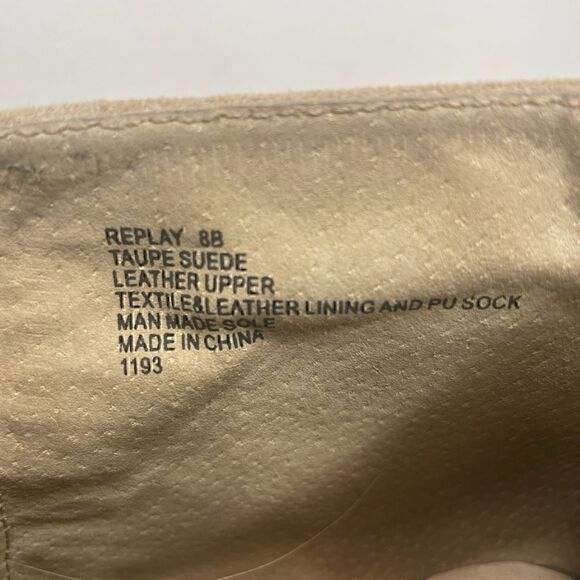 REPLAY 8B
TAUPE SUEDE
LEATHER UPPER
TEXTILE&LEATHER LINING AND PU SOCK
MAN MADE SOLE
MADE IN CHINA
1193